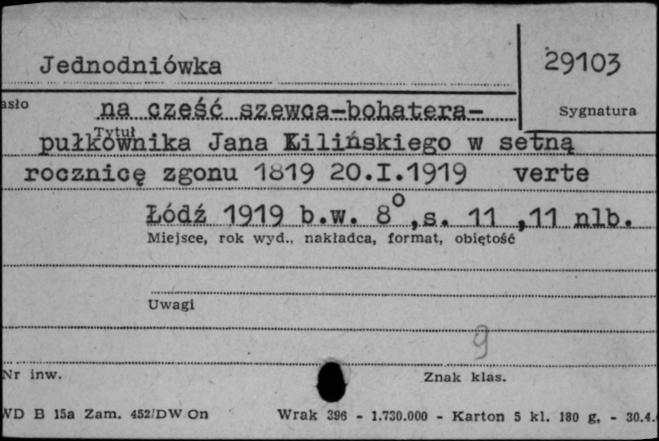 Jednodniówka
29103
asło na cześć szewca-bohatera-
Sygnatura
Tytuł
pułkownika Jana Kilińskiego w setną
rocznicę zgonu 1819 20.I.1919 verte
Łódź 1919 b.w. 8°,s. 11 ,11 nlb.
Miejsce, rok wyd., nakładca, format, obiętość
Uwagi
9
Nr inw.
Znak klas.
WD B 15a Zam. 452/DW On Wrak 396 - 1.730.000 - Karton 5 kl. 180 g. - 30.4.